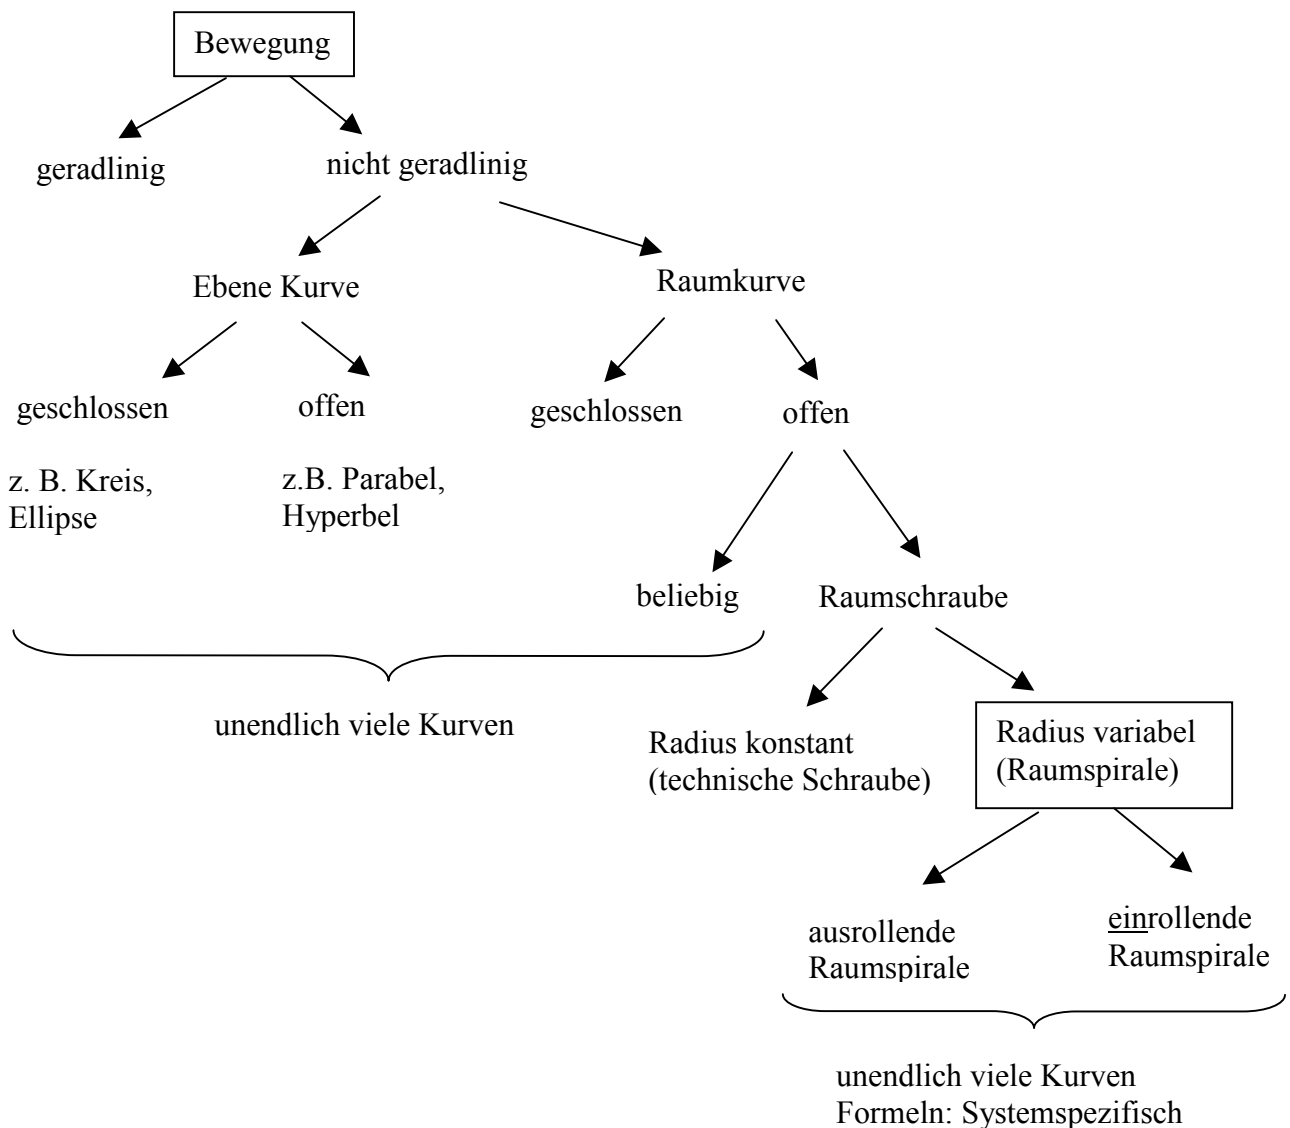 Bewegung
geradlinig
nicht geradlinig
Ebene Kurve
Raumkurve
geschlossen
offen
geschlossen
offen
z. B. Kreis,
Ellipse
z.B. Parabel,
Hyperbel
beliebig
Raumschraube
unendlich viele Kurven
Radius konstant
(technische Schraube)
Radius variabel
(Raumspirale)
ausrollende
Raumspirale
einrollende
Raumspirale
unendlich viele Kurven
Formeln: Systemspezifisch